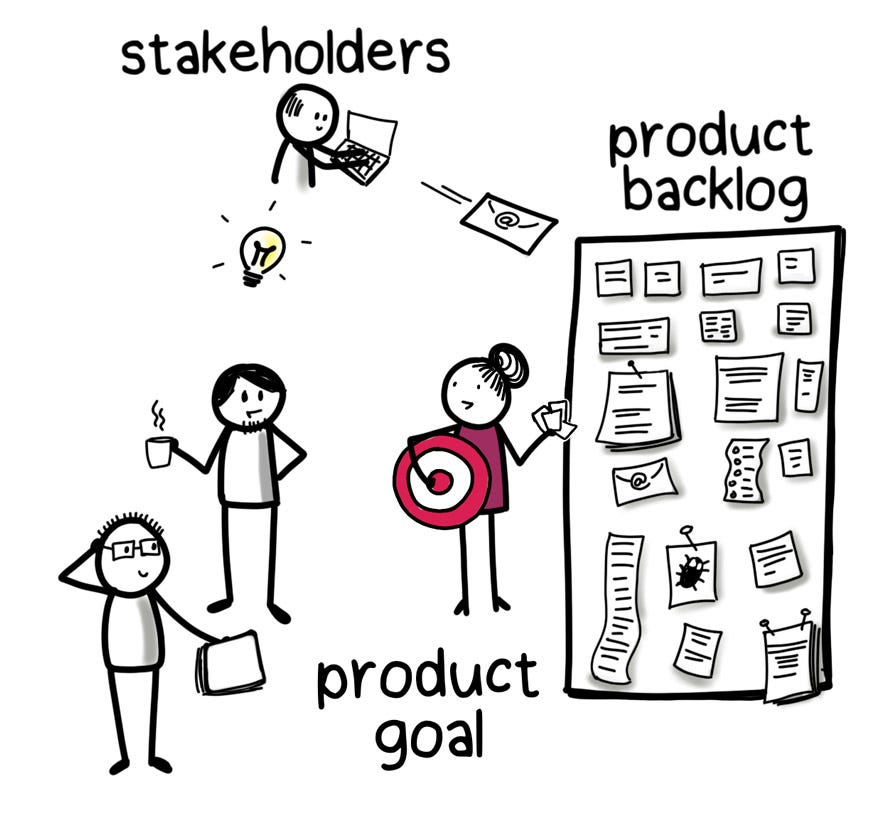 stakeholders
product
backlog
@
@
product
goal